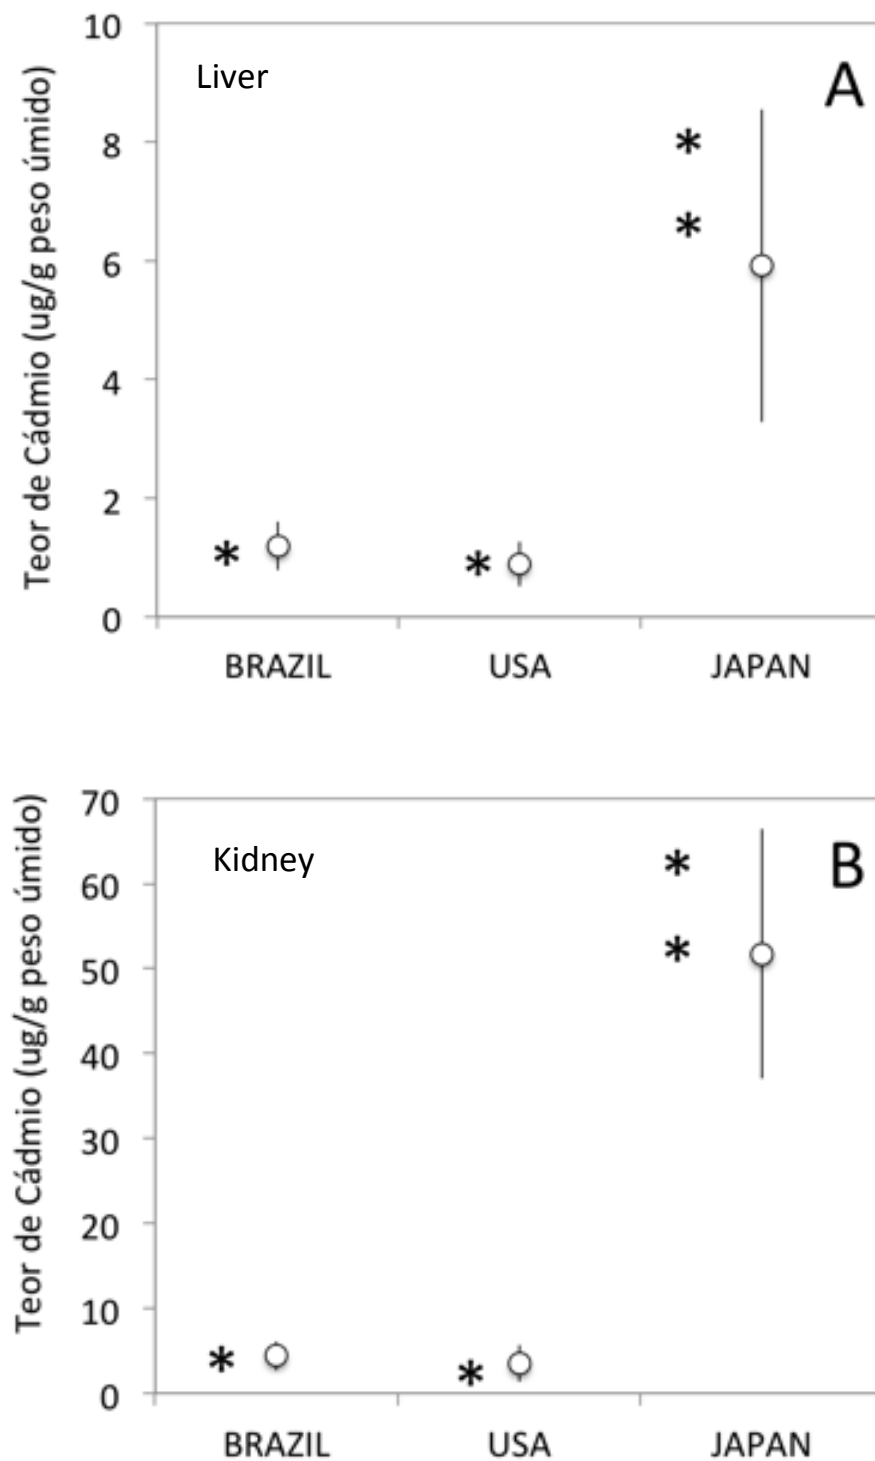 10
Liver
A
8
*
*
6
4
2
*
*
0
Teor de Cádmio (ug/g peso úmido)
BRAZIL USA JAPAN
70
Kidney
B
60
*
50
*
40
30
20
10
*
*
0
Teor de Cádmio (ug/g peso úmido)
BRAZIL USA JAPAN